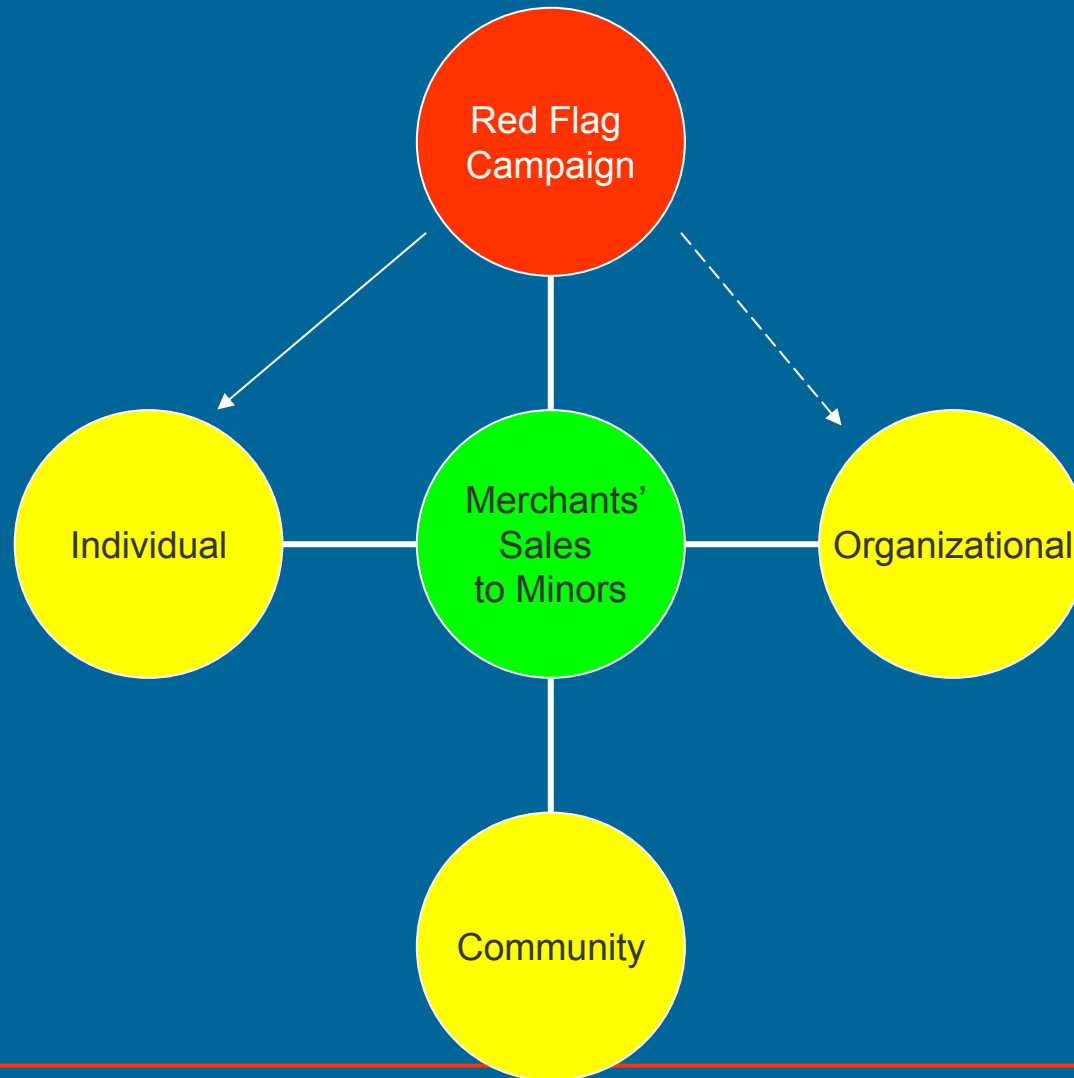 Red Flag
Campaign
Individual
Merchants’
Sales
to Minors
Organizational
Community